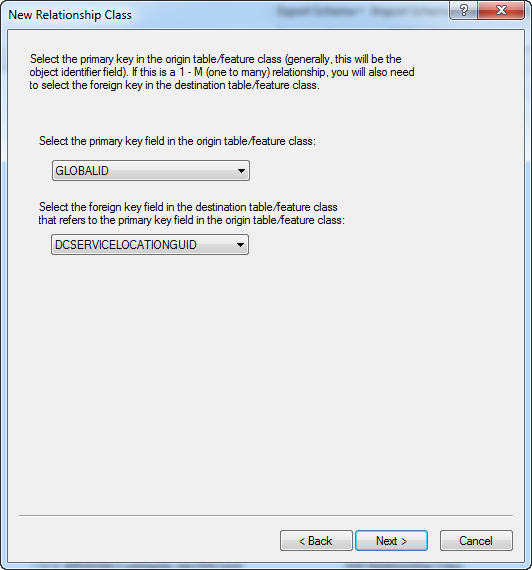 New Relationship Class
Select the primary key in the origin table/feature class (generally, this will be the
object identifier field). If this is a 1 - M (one to many) relationship, you will also need
to select the foreign key in the destination table/feature class.
Select the primary key field in the origin table/feature class:
GLOBALID
Select the foreign key field in the destination table/feature class
that refers to the primary key field in the origin table/feature class:
DCSERVICELOCATIONGUID
< Back
Next >
Cancel